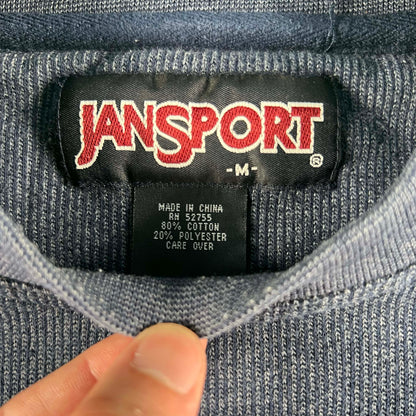 JANSPORT
-M-
®
MADE IN CHINA
RN 52755
80% COTTON
20% POLYESTER
CARE OVER